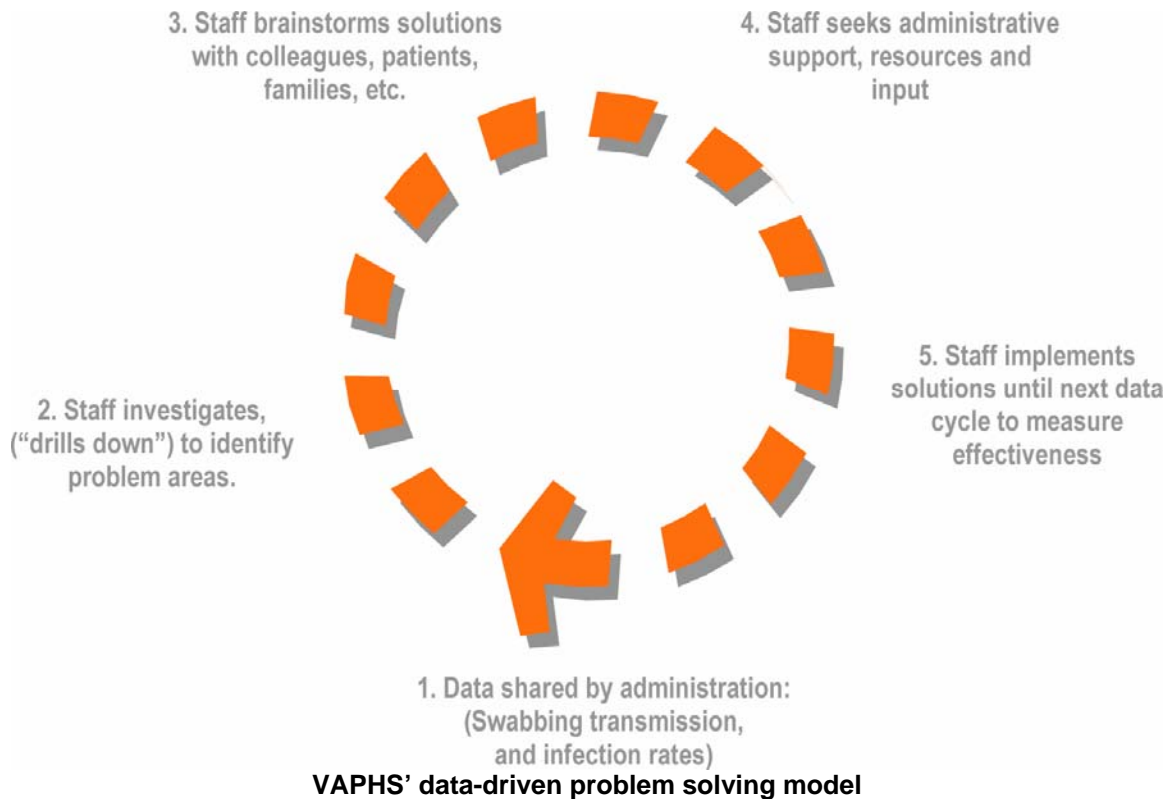 3. Staff brainstorms solutions
with colleagues, patients,
families, etc.
4. Staff seeks administrative
support, resources and
input
2. Staff investigates,
(“drills down”) to identify
problem areas.
5. Staff implements
solutions until next data
cycle to measure
effectiveness
1. Data shared by administration:
(Swabbing transmission,
and infection rates)
VAPHS’ data-driven problem solving model